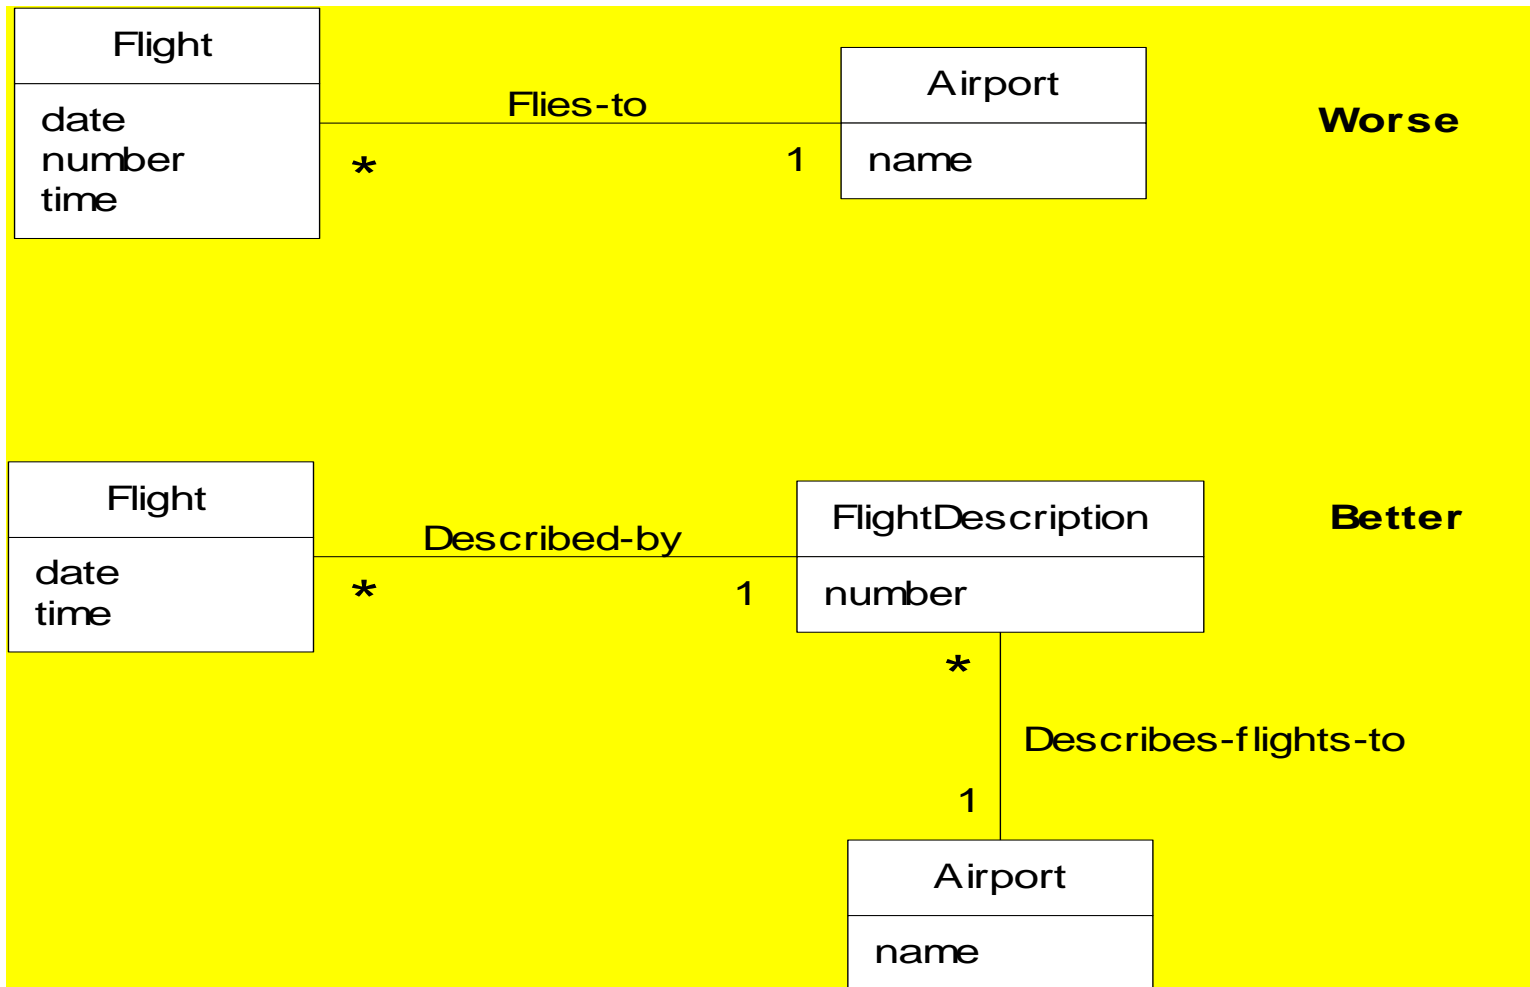 Flight
date
number
time
Flies-to
*
1
Airport
name
Worse
Flight
date
time
Described-by
*
1
FlightDescription
number
Better
*
Describes-flights-to
1
Airport
name